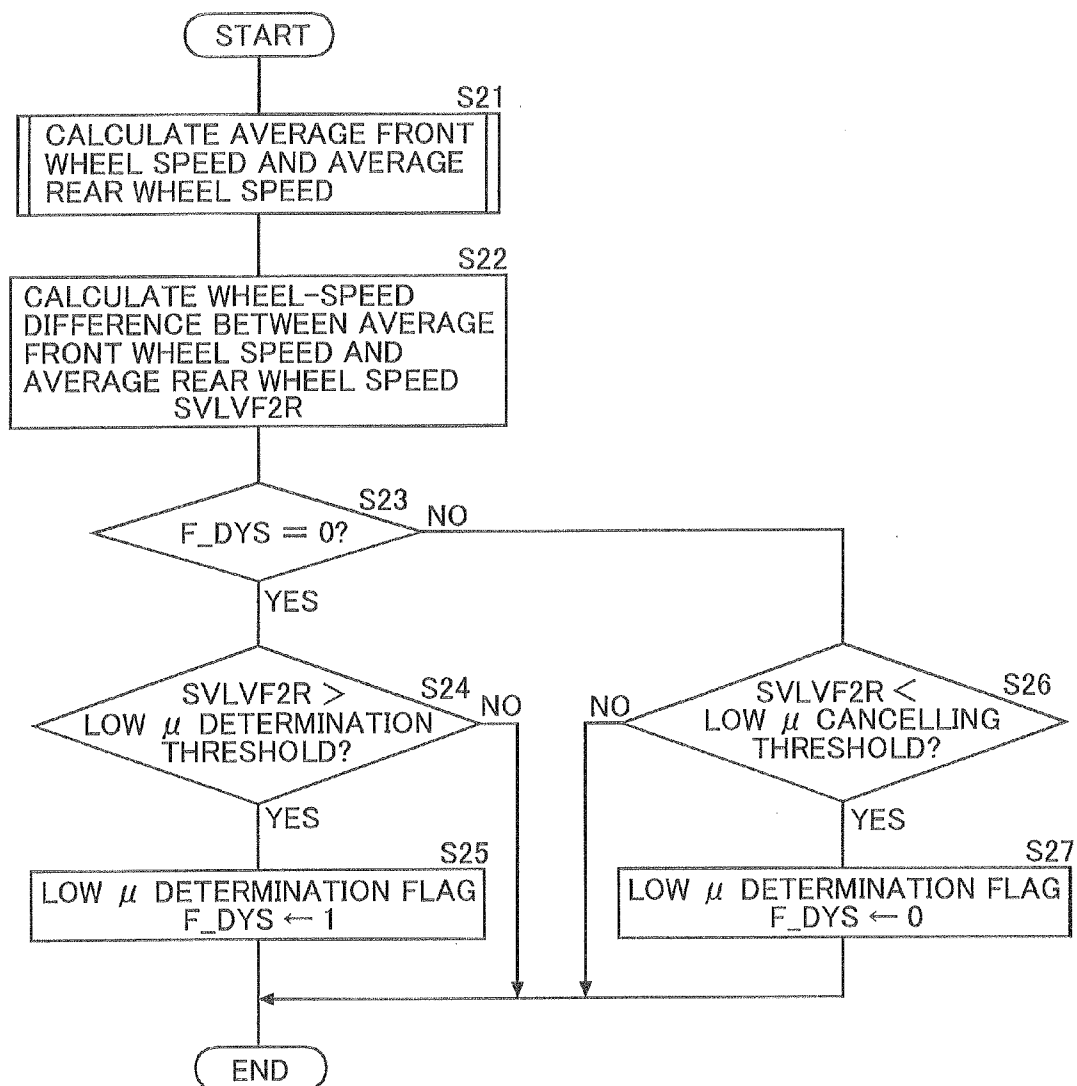 START
S21
CALCULATE AVERAGE FRONT
WHEEL SPEED AND AVERAGE
REAR WHEEL SPEED
S22
CALCULATE WHEEL-SPEED
DIFFERENCE BETWEEN AVERAGE
FRONT WHEEL SPEED AND
AVERAGE REAR WHEEL SPEED
SVLVF2R
S23
F_DYS = 0?
NO
YES
S24
SVLVF2R >
LOW μ DETERMINATION
THRESHOLD?
NO
YES
S25
LOW μ DETERMINATION FLAG
F_DYS ← 1
S26
SVLVF2R <
LOW μ CANCELLING
THRESHOLD?
NO
YES
S27
LOW μ DETERMINATION FLAG
F_DYS ← 0
END